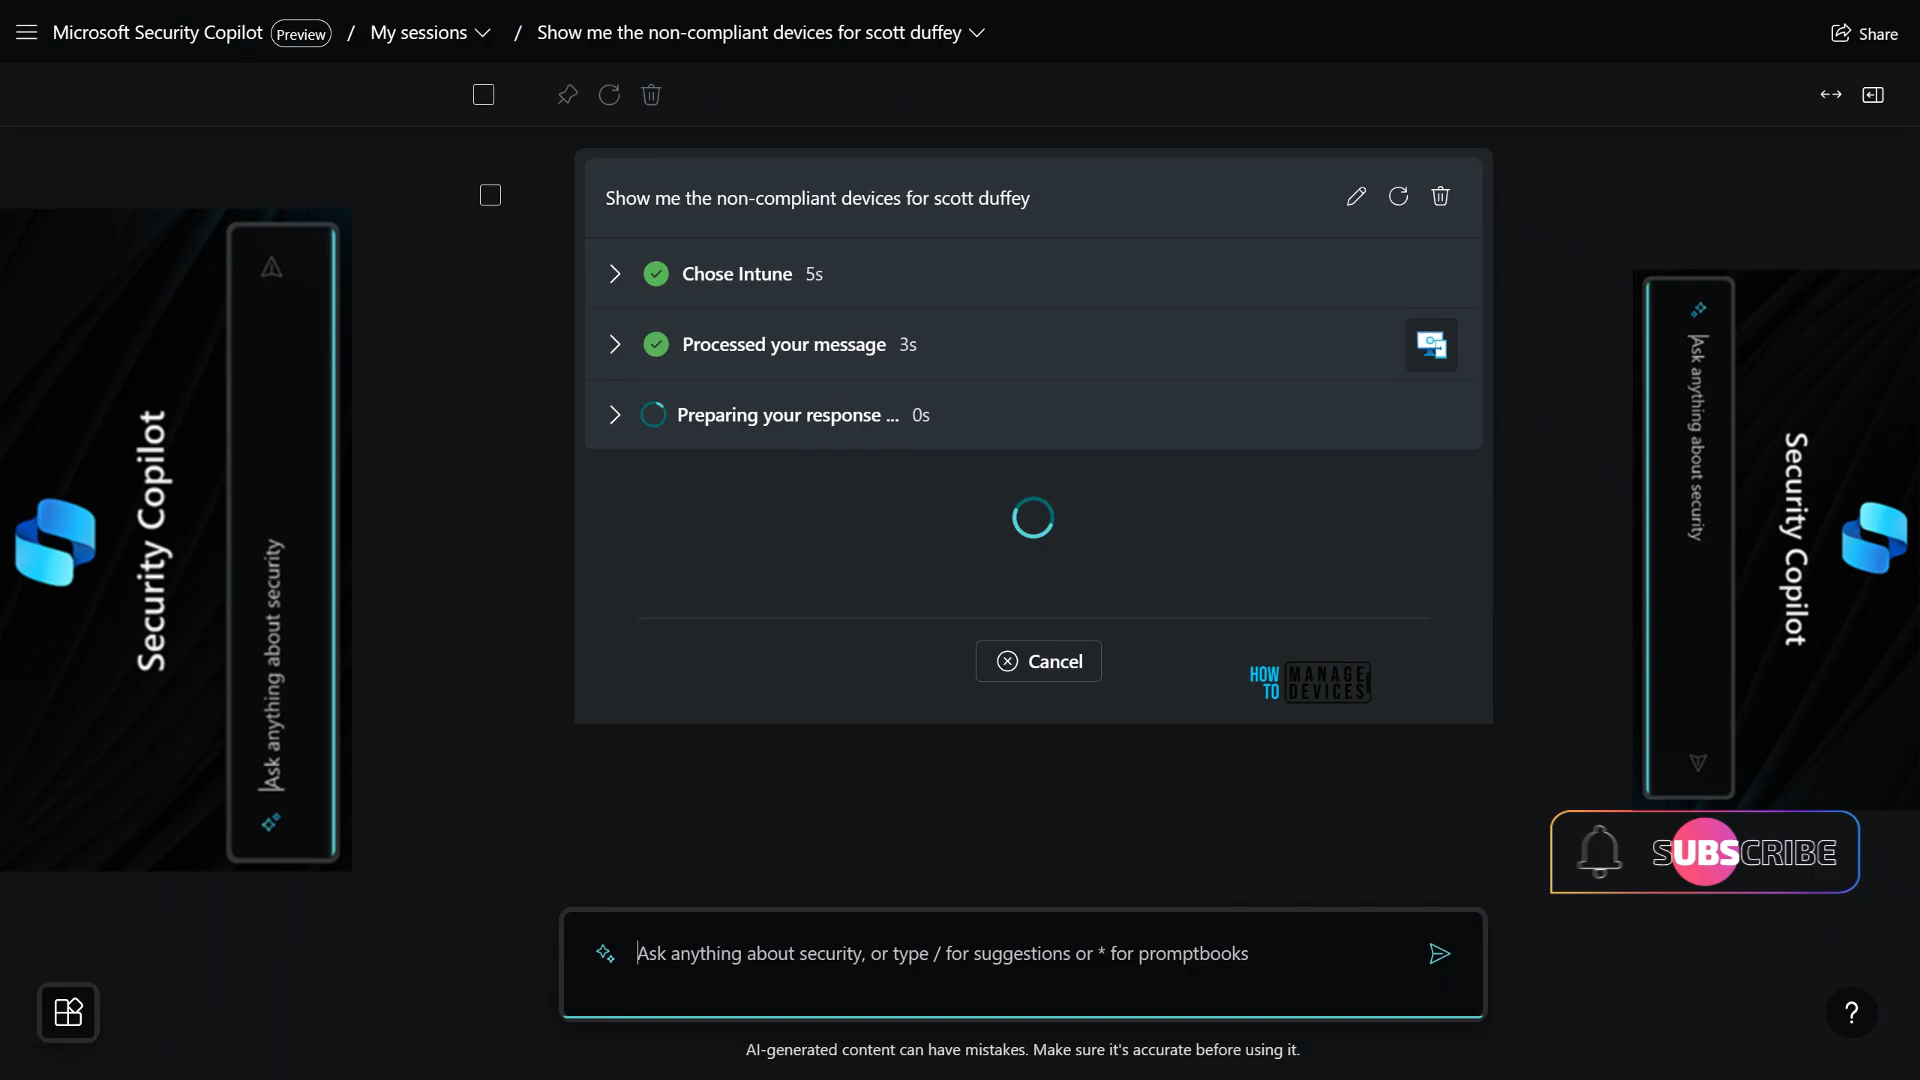 Microsoft Security Copilot Preview / My sessions / Show me the non-compliant devices for scott duffey
Share
Show me the non-compliant devices for scott duffey
Chose Intune 5s
Processed your message 3s
Preparing your response ... 0s
Cancel
HOW TO MANAGE DEVICES
Security Copilot
Ask anything about security
Ask anything about security
Security Copilot
SUBSCRIBE
Ask anything about security, or type / for suggestions or * for promptbooks
?
AI-generated content can have mistakes. Make sure it's accurate before using it.